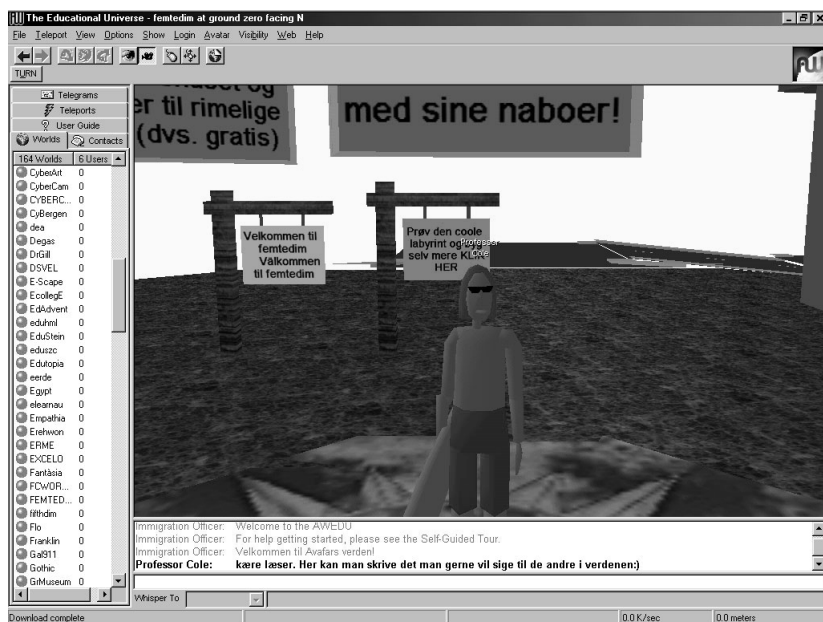 The Educational Universe - femtedim at ground zero facing N
File Teleport View Options Show Login Avatar Visibility Web Help
TURN
Telegrams
Teleports
User Guide
Worlds Contacts
164 Worlds 6 Users
CyberArt 0
CyberCam 0
CYBERC... 0
CyBergen 0
dea 0
Degas 0
DrGill 0
DSVEL 0
E-Scape 0
EcollegE 0
EdAdvent 0
eduhml 0
EduStein 0
eduszc 0
Edutopia 0
eerde 0
Egypt 0
elearnau 0
Empathia 0
Erehwon 0
ERME 0
EXCELO 0
Fantàsia 0
FCWOR... 0
FEMTED... 0
fifthdim 0
Flo 0
Franklin 0
Gal911 0
Gothic 0
GrMuseum 0
og
er til rimelige
(dvs. gratis)
med sine naboer!
Velkommen til
femtedim
Välkommen
til femtedim
Prøv den coole
labyrint og
selv mere KLIK
HER
Professor
Cole
Immigration Officer: Welcome to the AWEDU
Immigration Officer: For help getting started, please see the Self-Guided Tour.
Immigration Officer: Velkommen til Avafars verden!
Professor Cole: kære læser. Her kan man skrive det man gerne vil sige til de andre i verdenen:)
Whisper To
Download complete 0.0 K/sec 0.0 meters